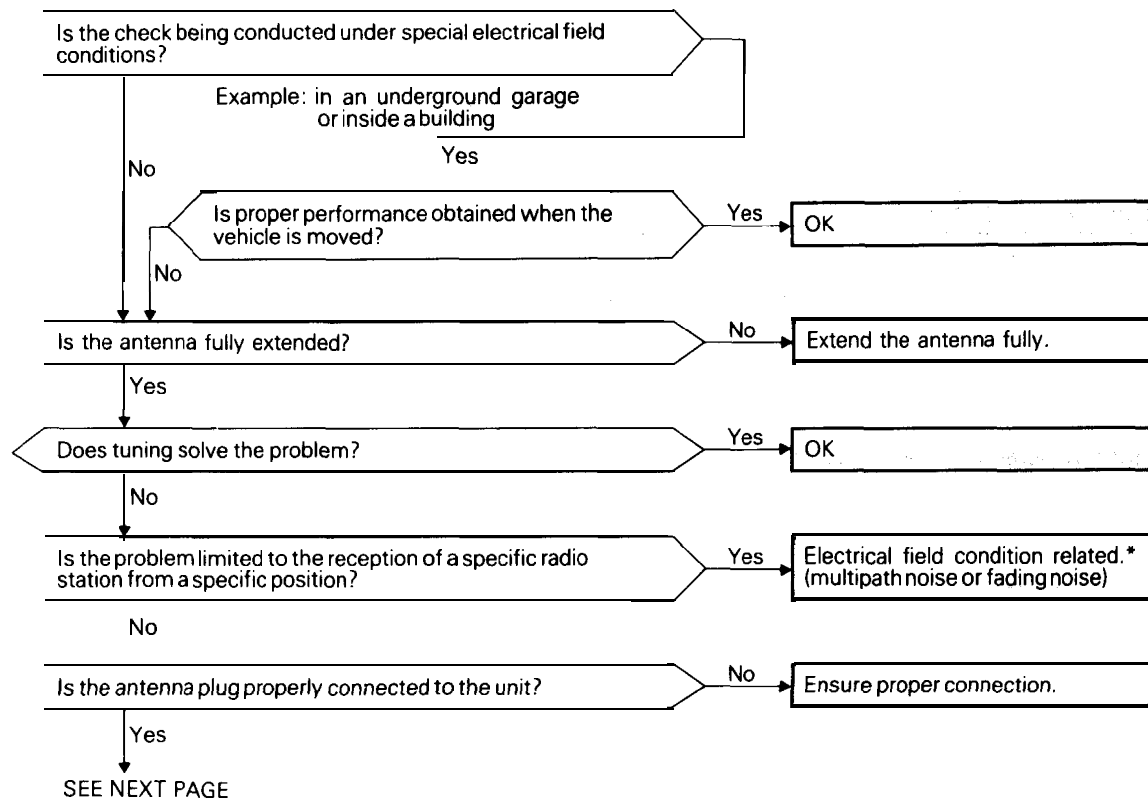 Is the check being conducted under special electrical field
conditions?
Example: in an underground garage
or inside a building
Yes
No
Is proper performance obtained when the
vehicle is moved?
Yes
OK
No
Is the antenna fully extended?
No
Extend the antenna fully.
Yes
Does tuning solve the problem?
Yes
OK
No
Is the problem limited to the reception of a specific radio
station from a specific position?
Yes
Electrical field condition related.*
(multipath noise or fading noise)
No
Is the antenna plug properly connected to the unit?
No
Ensure proper connection.
Yes
SEE NEXT PAGE